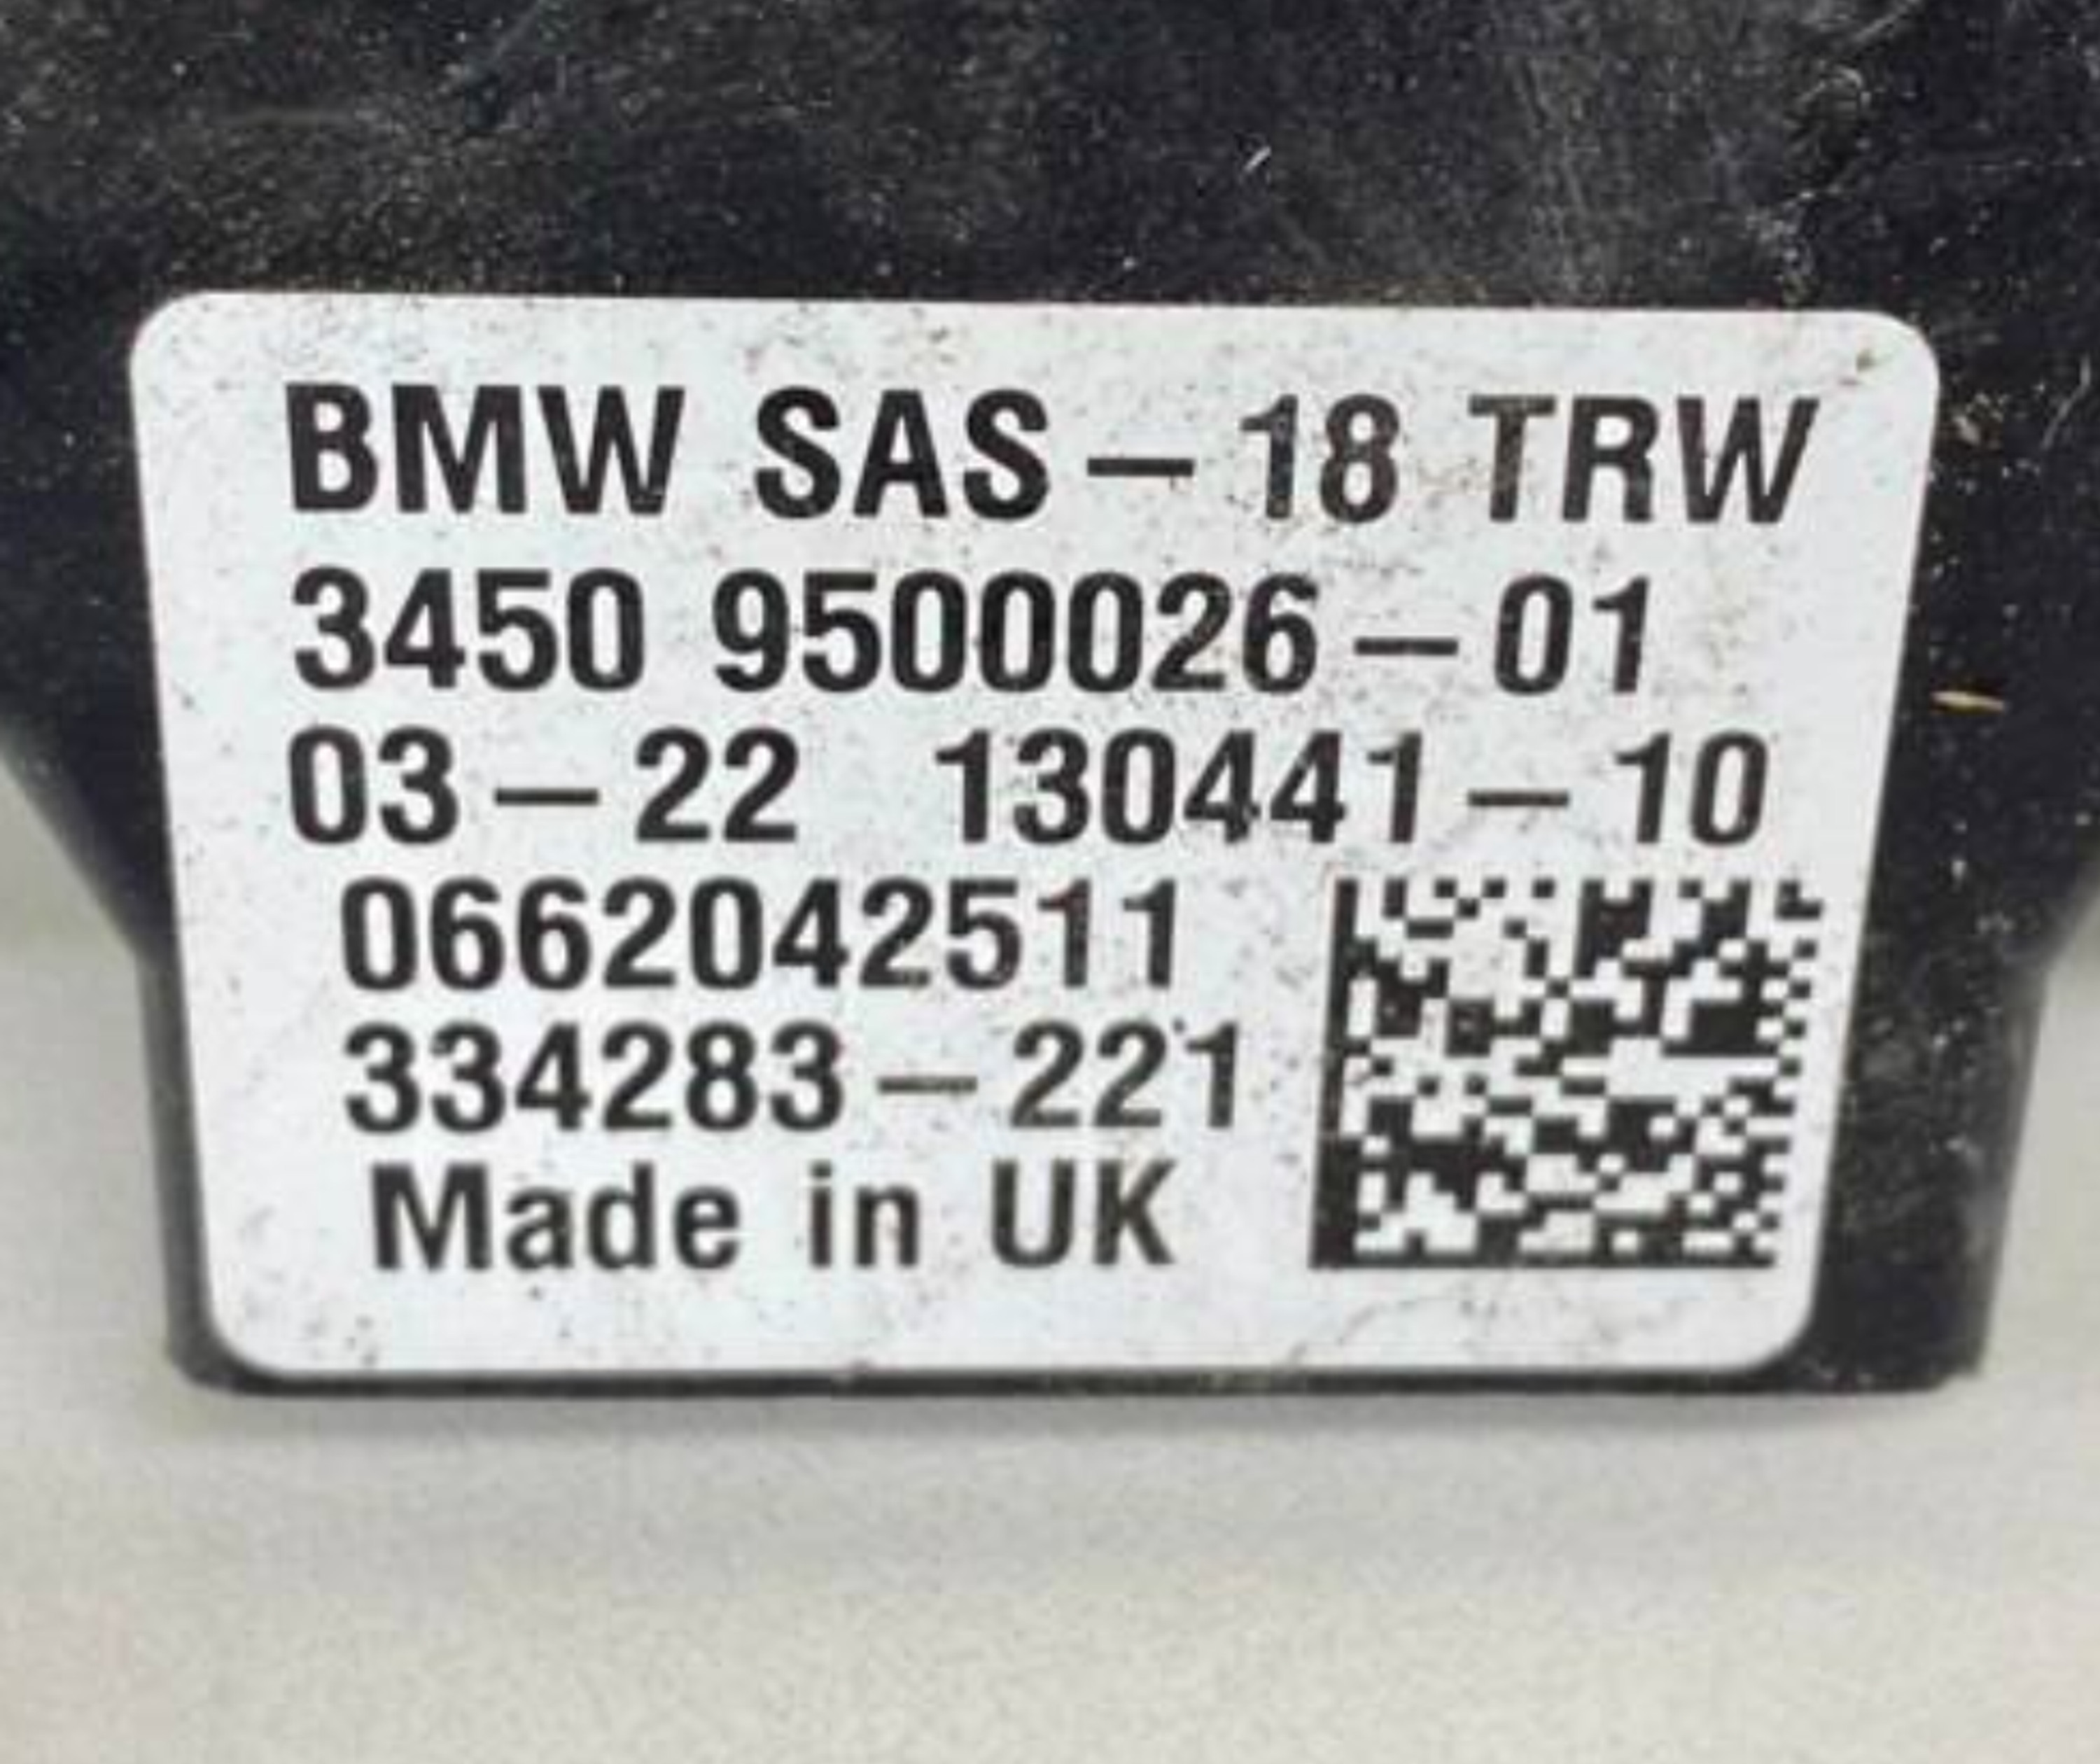 BMW SAS-18 TRW
3450 9500026-01
03-22 130441-10
0662042511
334283-221
Made in UK